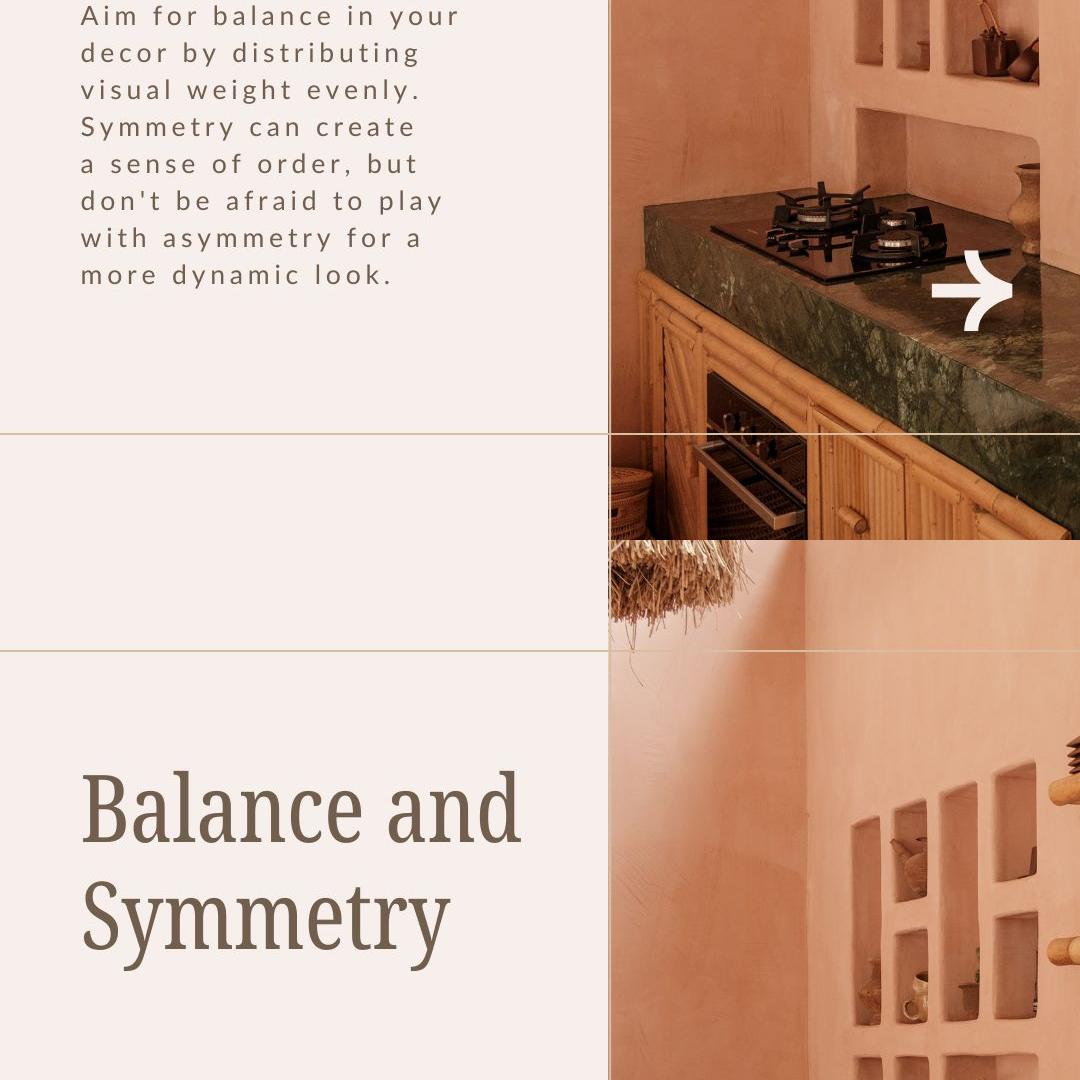 Aim for balance in your
decor by distributing
visual weight evenly.
Symmetry can create
a sense of order, but
don't be afraid to play
with asymmetry for a
more dynamic look.
Balance and
Symmetry